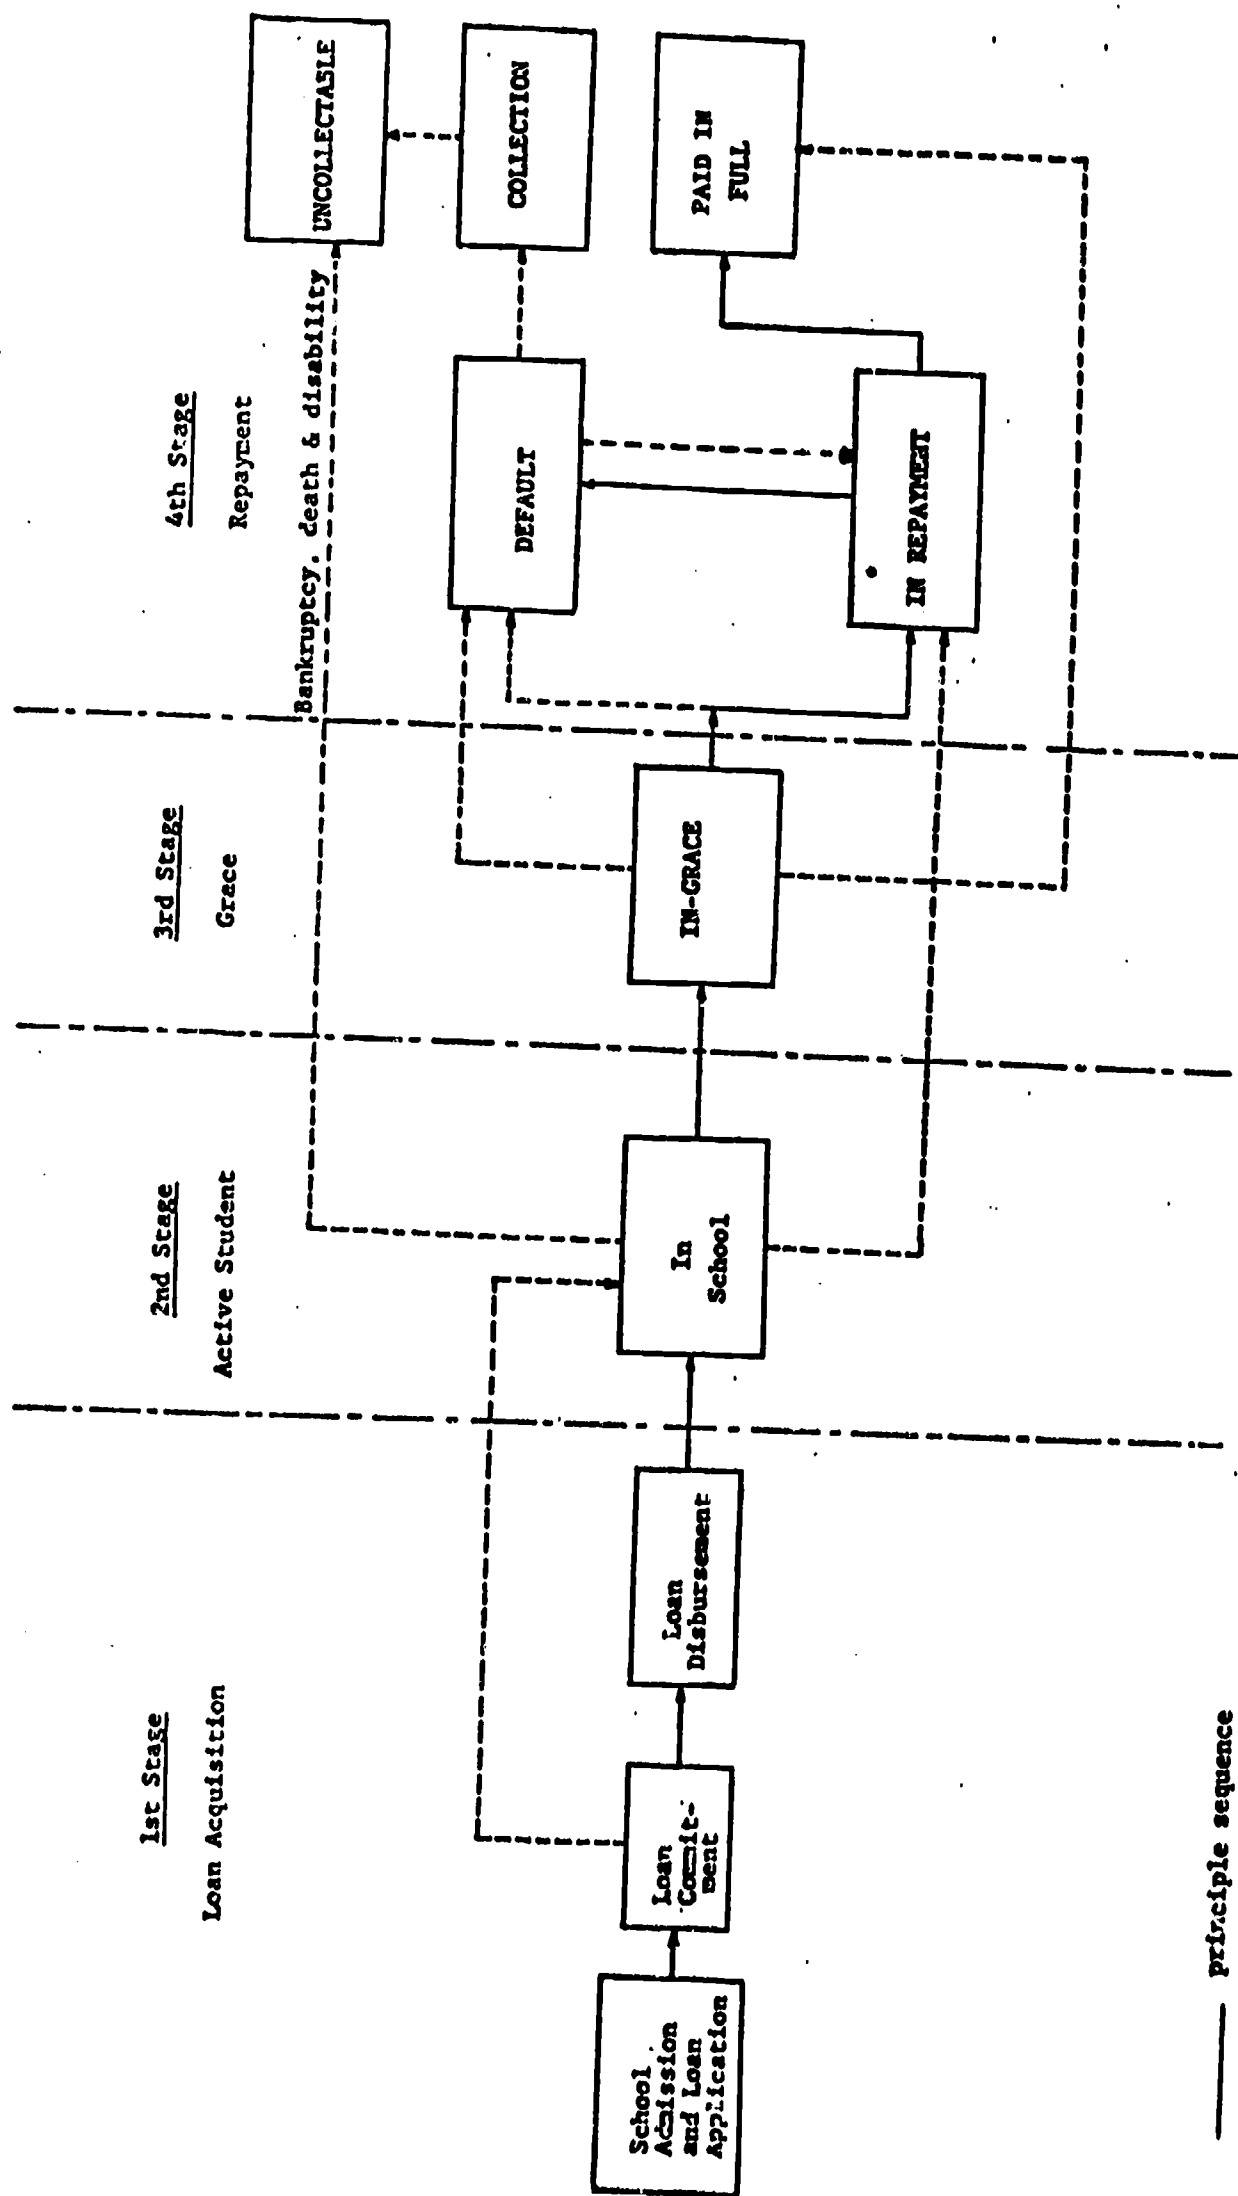 1st Stage
Loan Acquisition
2nd Stage
Active Student
3rd Stage
Grace
4th Stage
Repayment
Bankruptcy, death & disability
UNCOLLECTABLE
COLLECTION
DEFAULT
PAID IN
FULL
IN REPAYMENT
IN-GRACE
In
School
Loan
Disbursement
Loan
Commit-
ment
School
Admission
and Loan
Application
principle sequence